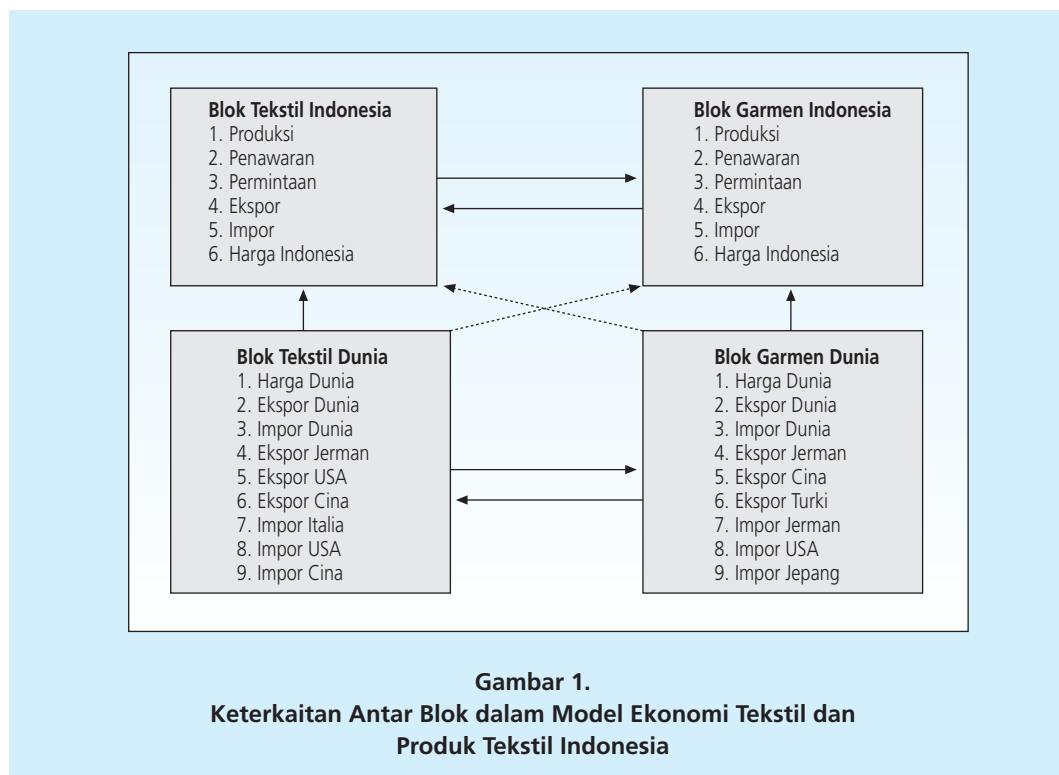 Blok Tekstil Indonesia
1. Produksi
2. Penawaran
3. Permintaan
4. Ekspor
5. Impor
6. Harga Indonesia
Blok Garmen Indonesia
1. Produksi
2. Penawaran
3. Permintaan
4. Ekspor
5. Impor
6. Harga Indonesia
Blok Tekstil Dunia
1. Harga Dunia
2. Ekspor Dunia
3. Impor Dunia
4. Ekspor Jerman
5. Ekspor USA
6. Ekspor Cina
7. Impor Italia
8. Impor USA
9. Impor Cina
Blok Garmen Dunia
1. Harga Dunia
2. Ekspor Dunia
3. Impor Dunia
4. Ekspor Jerman
5. Ekspor Cina
6. Ekspor Turki
7. Impor Jerman
8. Impor USA
9. Impor Jepang
Gambar 1.
Keterkaitan Antar Blok dalam Model Ekonomi Tekstil dan
Produk Tekstil Indonesia